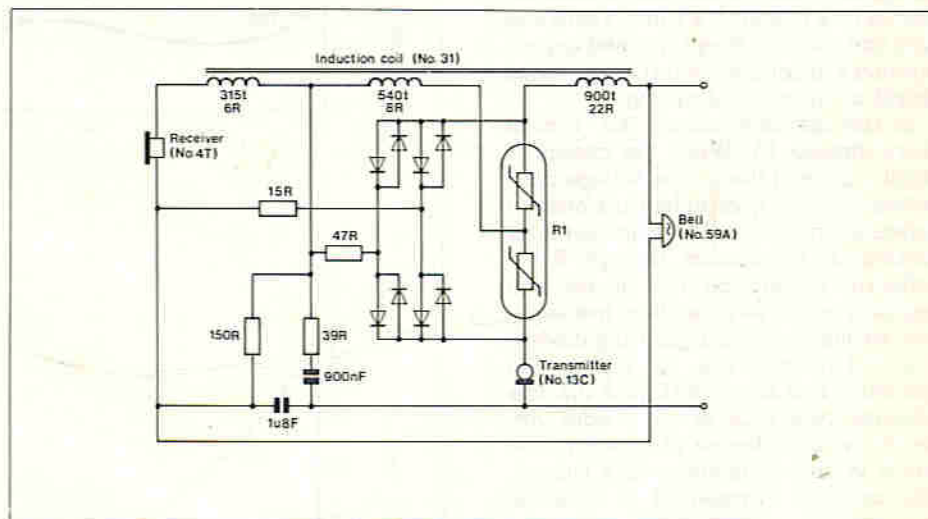 Induction coil (No. 31)
315t
6R
540t
8R
900t
22R
Receiver
(No.4T)
15R
R1
Bell
(No.59A)
47R
150R
39R
900nF
Transmitter
(No.13C)
1u8F